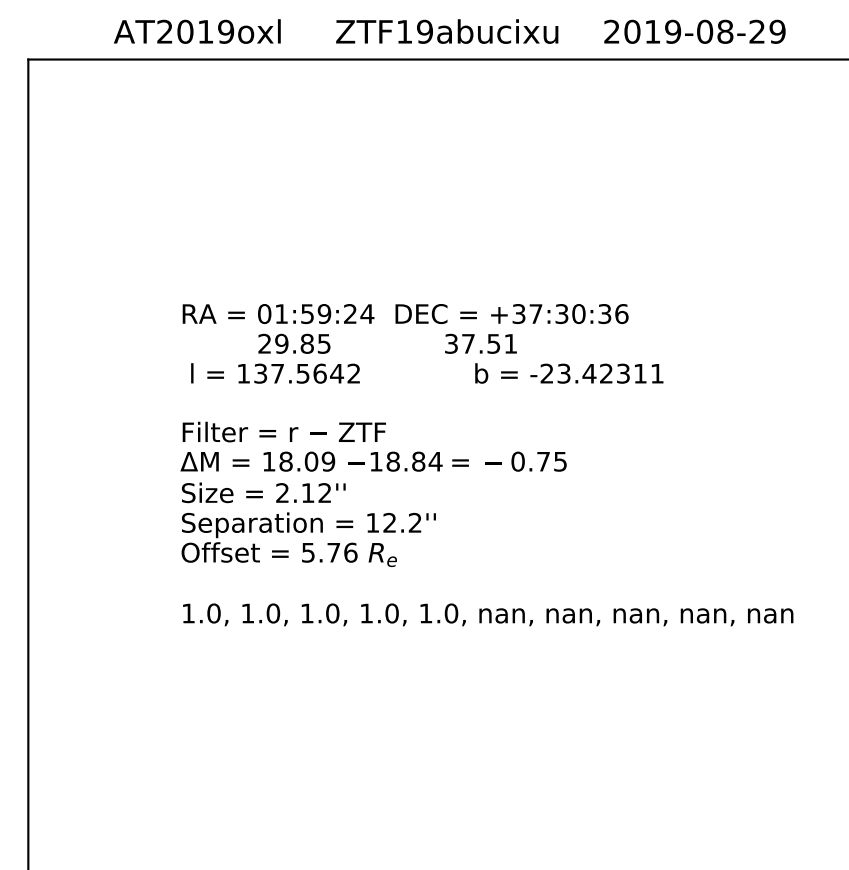 AT2019oxl ZTF19abucixu 2019-08-29
RA = 01:59:24 DEC = +37:30:36
29.85 37.51
l = 137.5642 b = -23.42311
Filter = r − ZTF
ΔM = 18.09 −18.84 = − 0.75
Size = 2.12''
Separation = 12.2''
Offset = 5.76 Re
1.0, 1.0, 1.0, 1.0, 1.0, nan, nan, nan, nan, nan